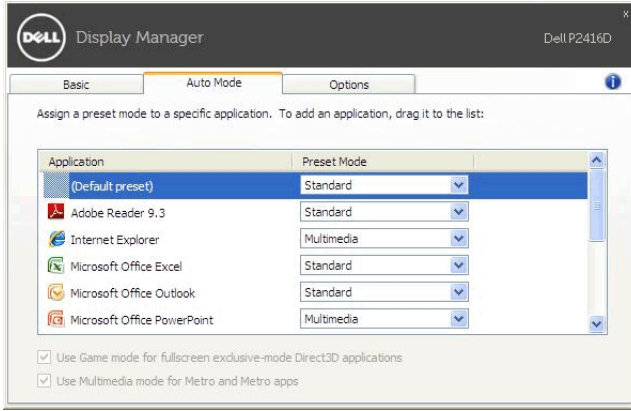 DELL Display Manager
x
Dell P2416D
Basic Auto Mode Options
Assign a preset mode to a specific application. To add an application, drag it to the list:
Application Preset Mode
(Default preset) Standard
Adobe Reader 9.3 Standard
Internet Explorer Multimedia
Microsoft Office Excel Standard
Microsoft Office Outlook Standard
Microsoft Office PowerPoint Multimedia
Use Game mode for fullscreen exclusive-mode Direct3D applications
Use Multimedia mode for Metro and Metro apps